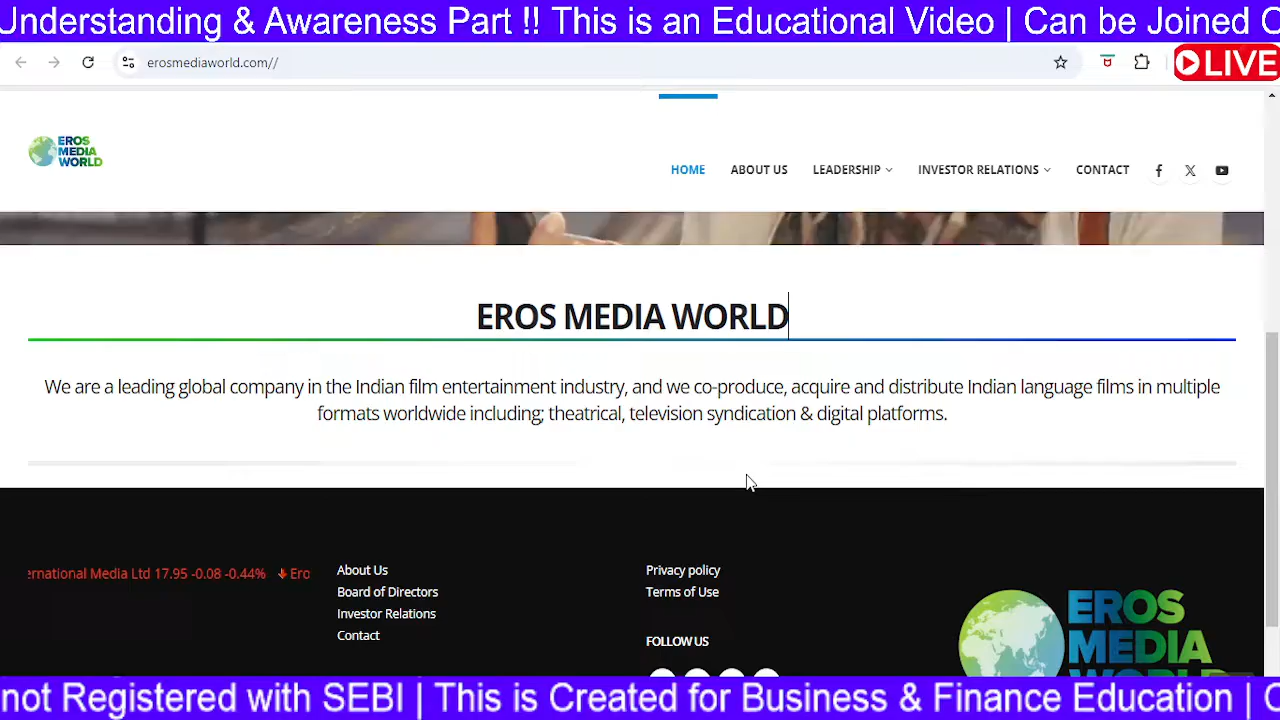 Understanding & Awareness Part !! This is an Educational Video | Can be Joined
erosmediaworld.com//
LIVE
EROS
MEDIA
WORLD
HOME ABOUT US LEADERSHIP INVESTOR RELATIONS CONTACT
EROS MEDIA WORLD
We are a leading global company in the Indian film entertainment industry, and we co-produce, acquire and distribute Indian language films in multiple
formats worldwide including; theatrical, television syndication & digital platforms.
ernational Media Ltd 17.95 -0.08 -0.44% Ero
About Us
Board of Directors
Investor Relations
Contact
Privacy policy
Terms of Use
FOLLOW US
EROS
MEDIA
WORLD
not Registered with SEBI | This is Created for Business & Finance Education |